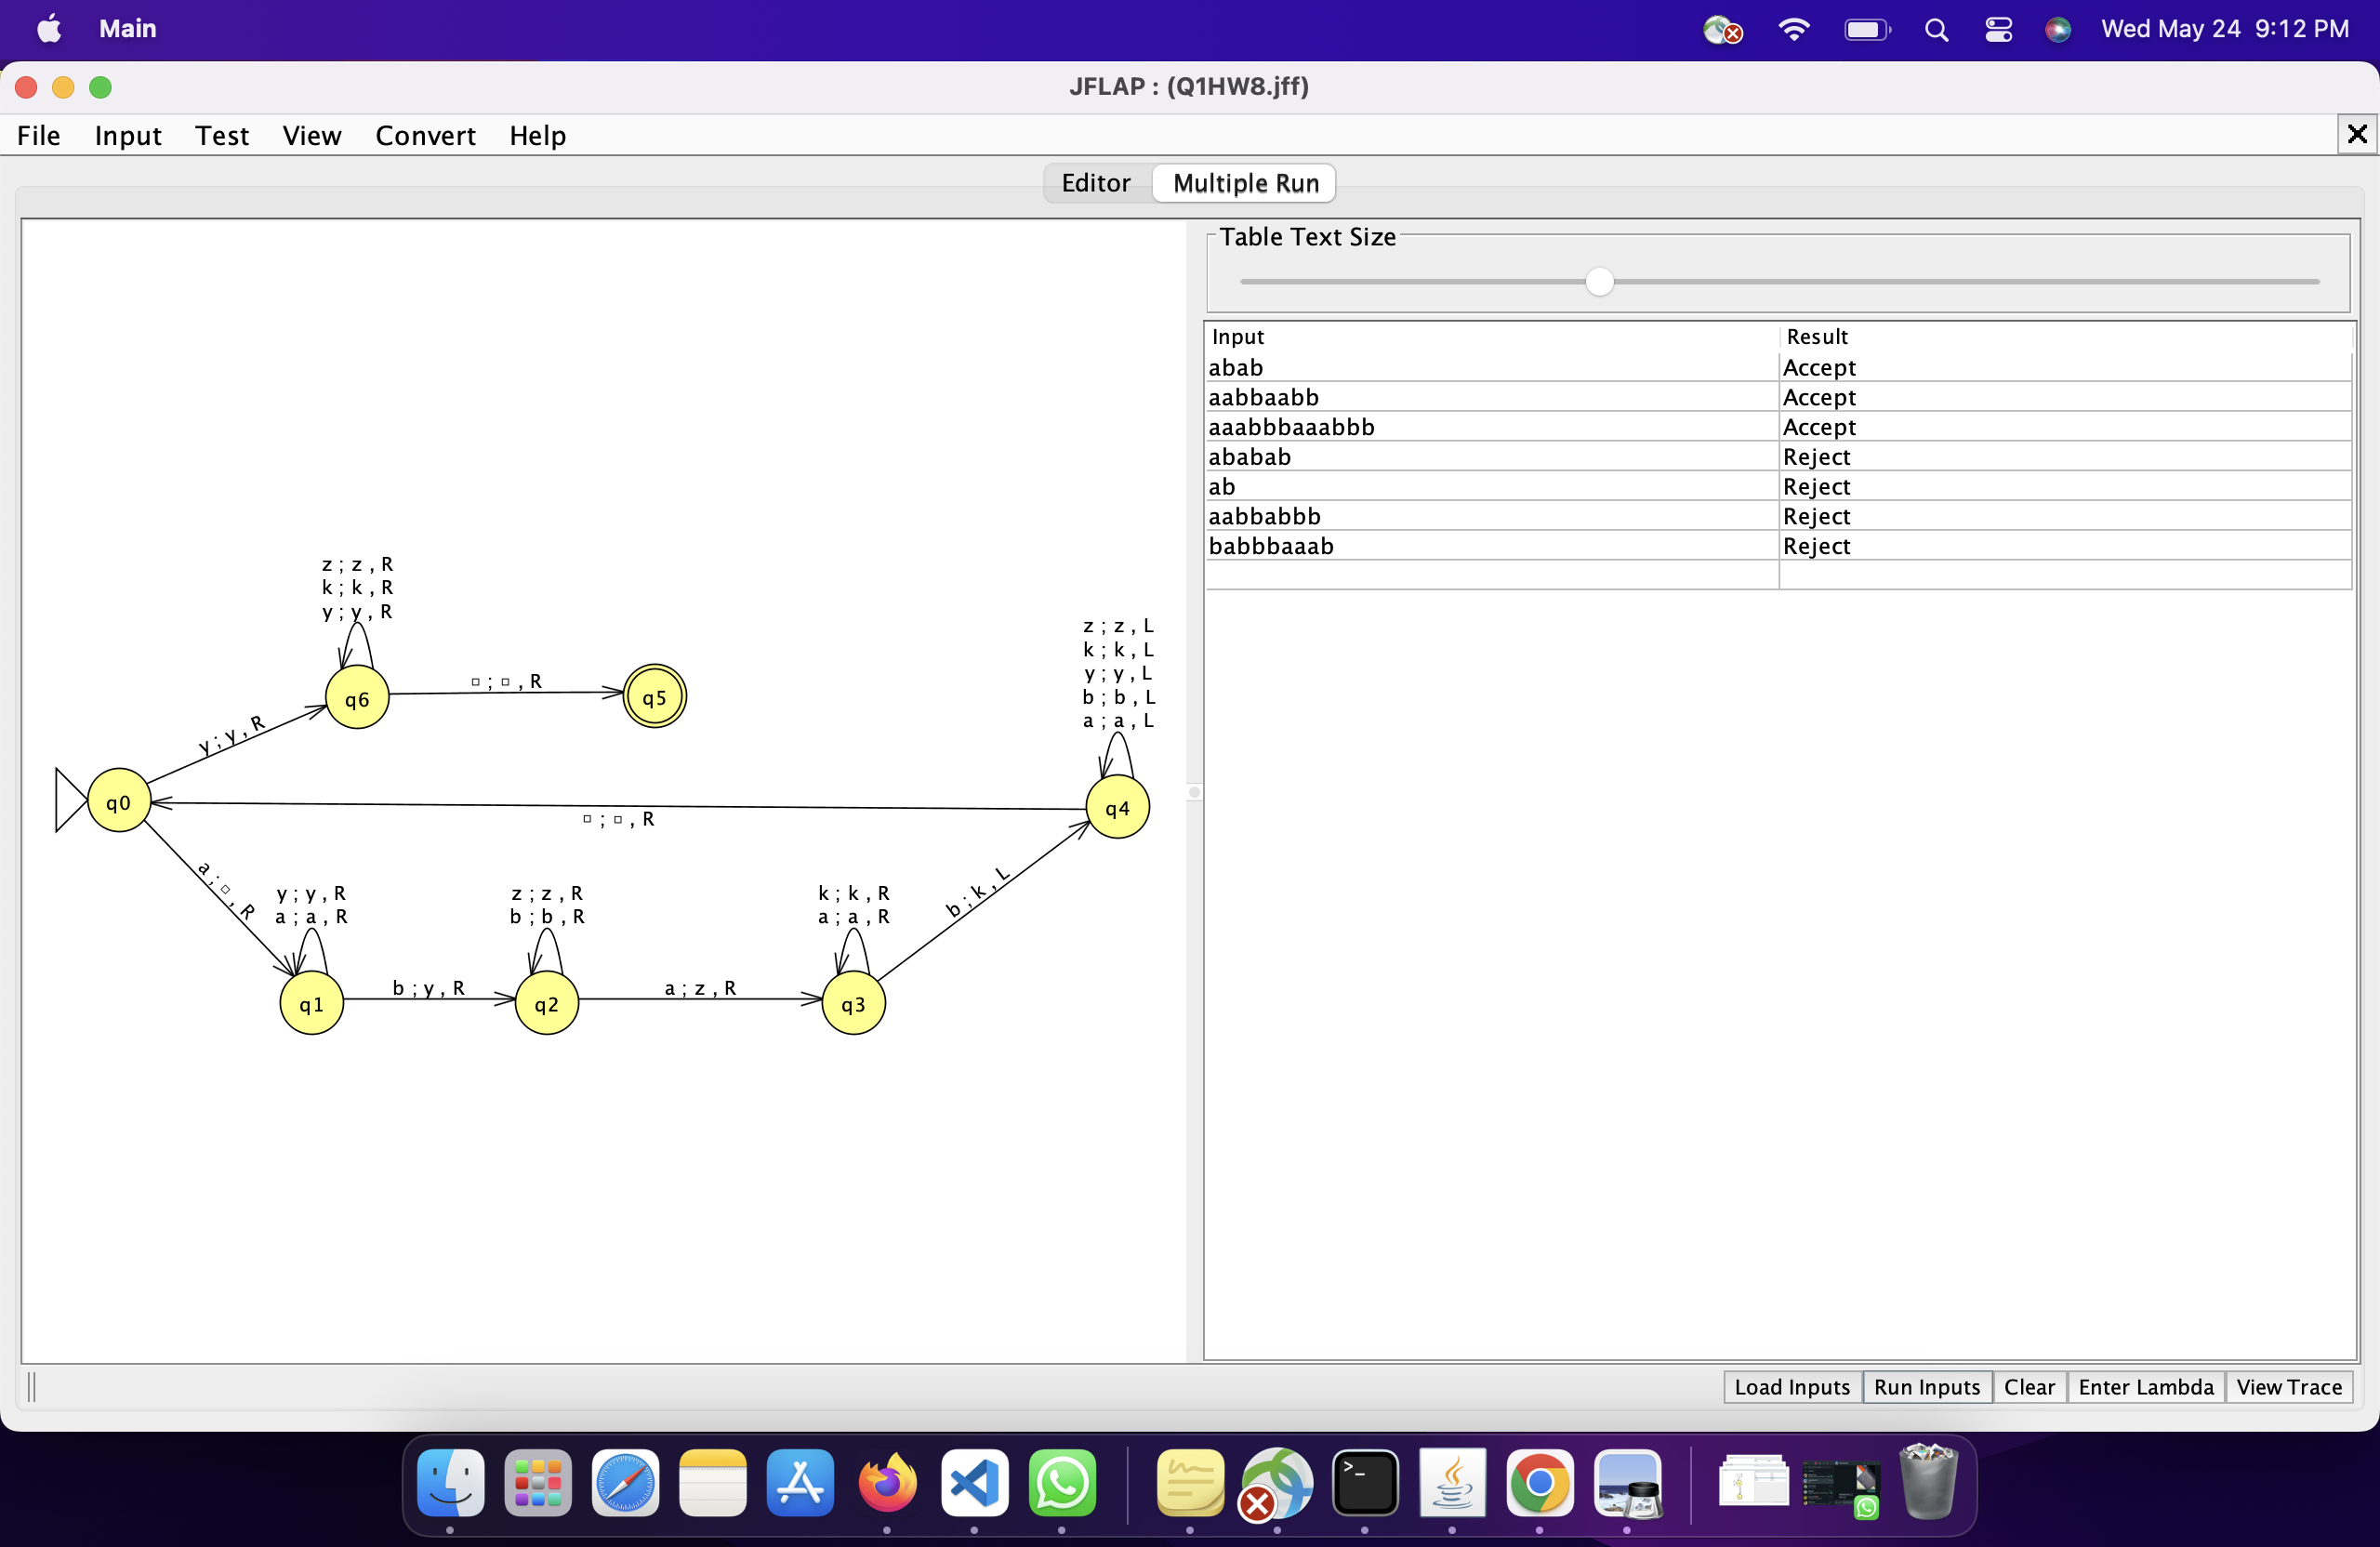 Main
Wed May 24 9:12 PM
JFLAP : (Q1HW8.jff)
File Input Test View Convert Help
Editor Multiple Run
Table Text Size
Input Result
abab Accept
aabbaabb Accept
aaabbbaaabbb Accept
ababab Reject
ab Reject
aabbabbb Reject
babbbaaab Reject
z ; z , R
k ; k , R
y ; y , R
q6
□ ; □ , R
q5
y ; y , R
z ; z , L
k ; k , L
y ; y , L
b ; b , L
a ; a , L
q0
q4
□ ; □ , R
a ; □ , R
y ; y , R
a ; a , R
z ; z , R
b ; b , R
k ; k , R
a ; a , R
b ; k , L
q1
b ; y , R
q2
a ; z , R
q3
Load Inputs Run Inputs Clear Enter Lambda View Trace